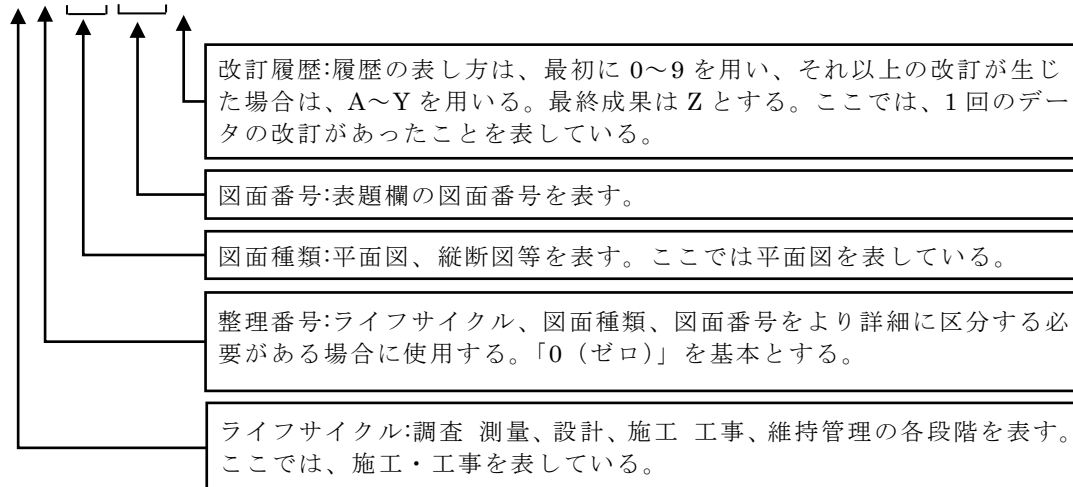 改訂履歴:履歴の表し方は、最初に 0～9 を用い、それ以上の改訂が生じ
た場合は、A～Y を用いる。最終成果は Z とする。ここでは、1 回のデー
タの改訂があったことを表している。
図面番号:表題欄の図面番号を表す。
図面種類:平面図、縦断図等を表す。ここでは平面図を表している。
整理番号:ライフサイクル、図面種類、図面番号をより詳細に区分する必
要がある場合に使用する。「0（ゼロ）」を基本とする。
ライフサイクル:調査 測量、設計、施工 工事、維持管理の各段階を表す。
ここでは、施工・工事を表している。